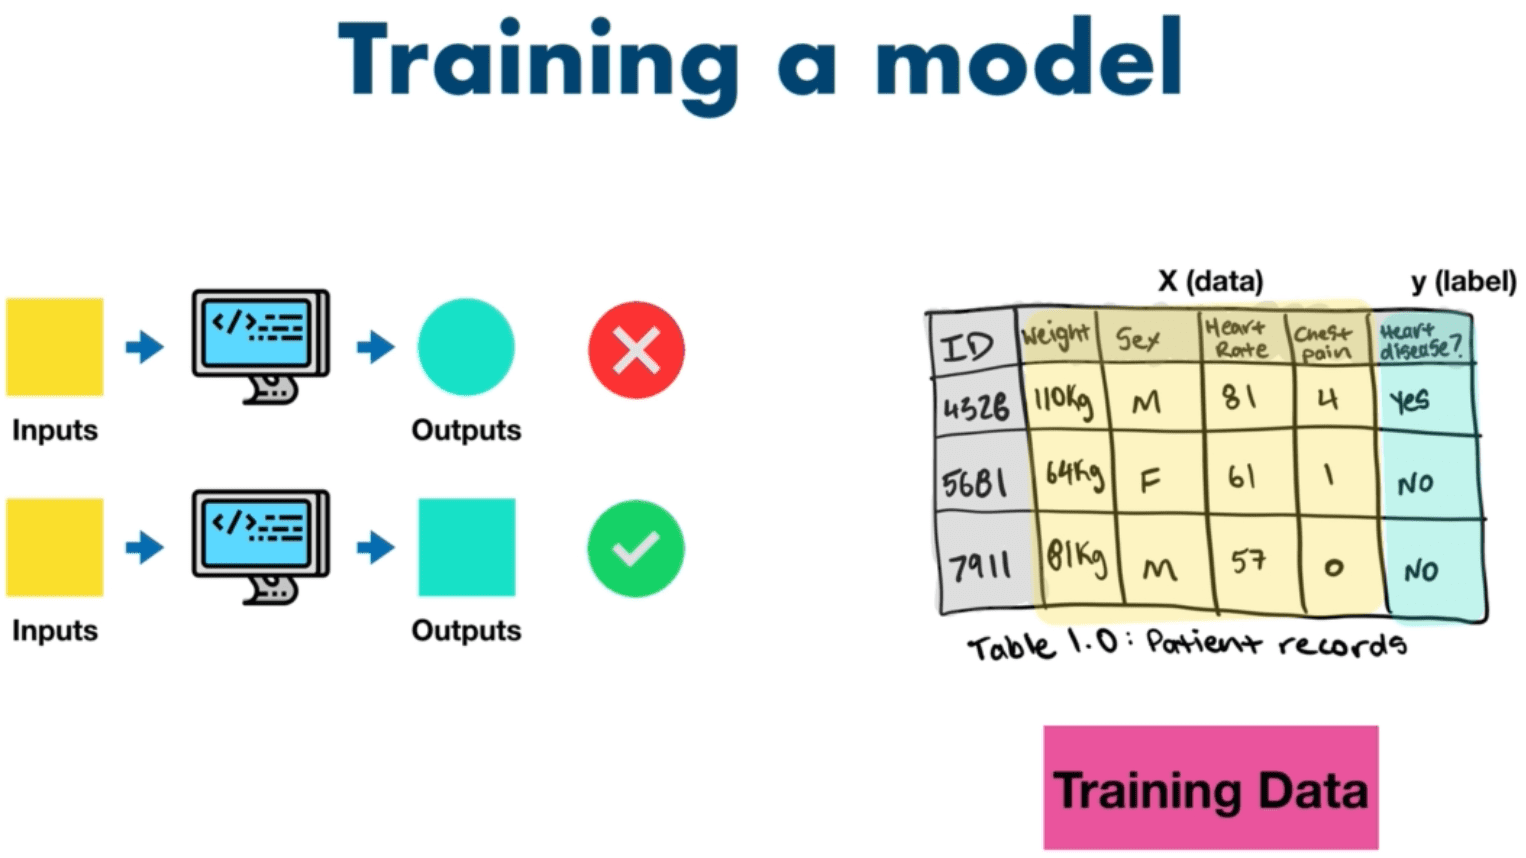 Training a model
</>
Inputs
Outputs
</>
Inputs
Outputs
X (data) y (label)
ID Weight Sex Heart Rate Chest pain Heart disease?
4328 110Kg M 81 4 Yes
5681 64Kg F 61 1 NO
7911 81Kg M 57 0 NO
Table 1.0: Patient records
Training Data